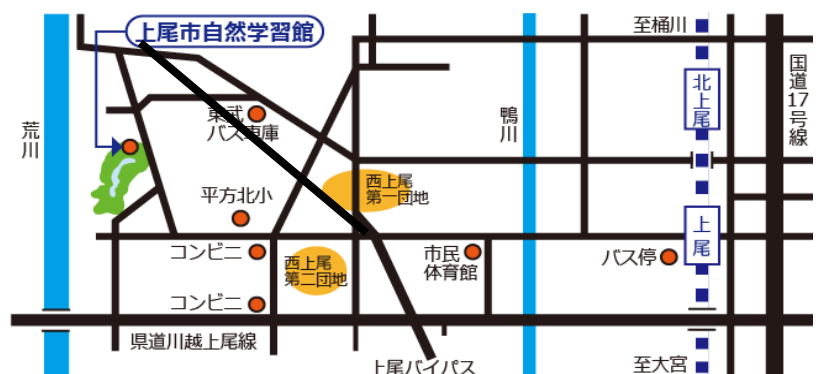 上尾市自然学習館
至桶川
国道17号線
北上尾
荒川
鴨川
東武
バス車庫
西上尾
第一団地
平方北小
上尾
コンビニ
西上尾
第二団地
市民
体育館
バス停
コンビニ
県道川越上尾線
上尾バイパス
至大宮